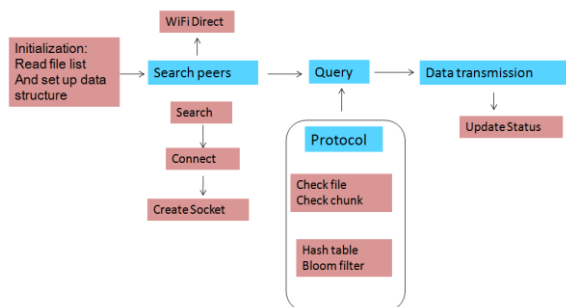 WiFi Direct
Initialization:
Read file list
And set up data
structure
Search peers
Query
Data transmission
Search
Connect
Create Socket
Protocol
Check file
Check chunk
Hash table
Bloom filter
Update Status